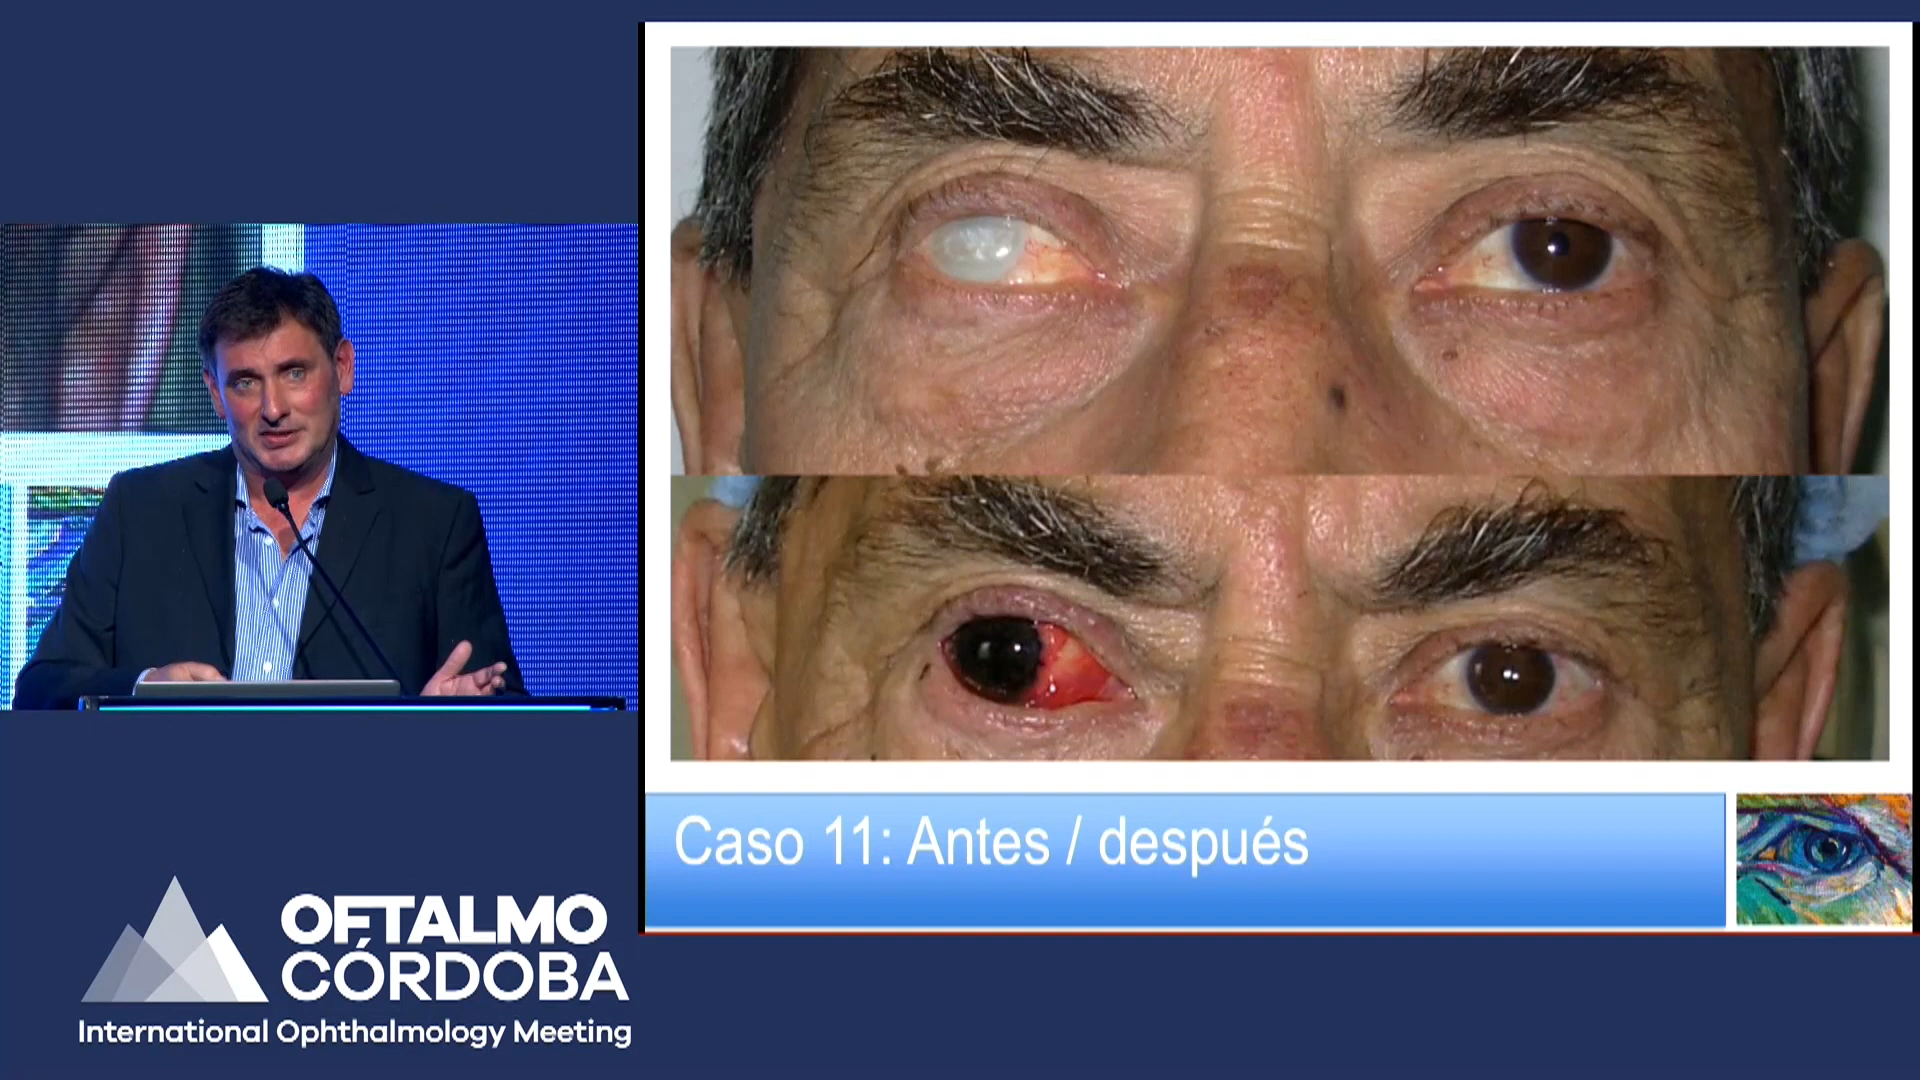 Caso 11: Antes / después
OFTALMO
CÓRDOBA
International Ophthalmology Meeting